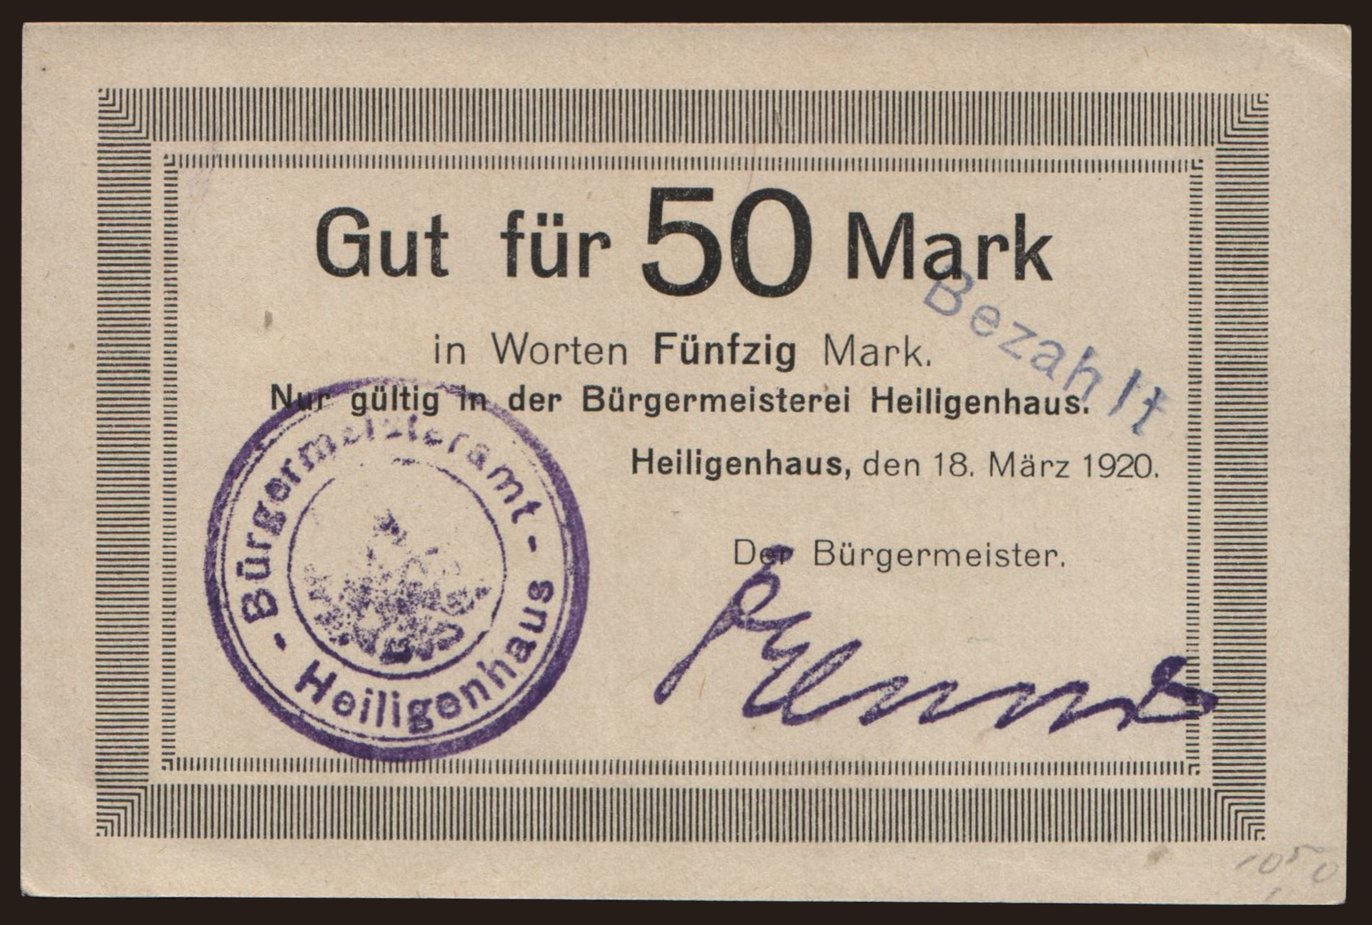 Gut für 50 Mark
Bezahlt
in Worten Fünfzig Mark.
Nur gültig in der Bürgermeisterei Heiligenhaus.
Heiligenhaus, den 18. März 1920.
Der Bürgermeister.
- Bürgermeisteramt -
Heiligenhaus